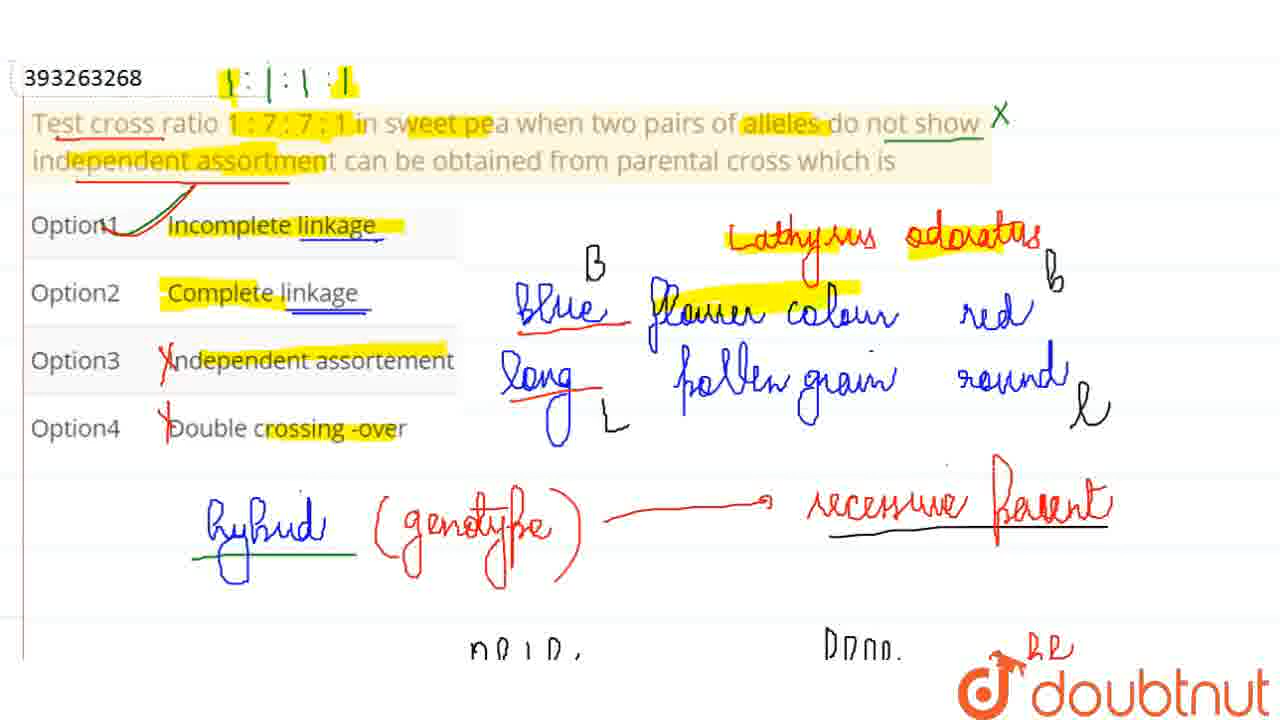 393263268
1 : 1 : 1 : 1
Test cross ratio 1 : 7 : 7 : 1 in sweet pea when two pairs of alleles do not show X
independent assortment can be obtained from parental cross which is
Option1 Incomplete linkage
Lathyrus odoratus
B b
Option2 Complete linkage
Blue flower colour red
Option3 Independent assortement
long pollen grain round
L l
Option4 Double crossing -over
hybrid (genotype) recessive parent
doubtnut